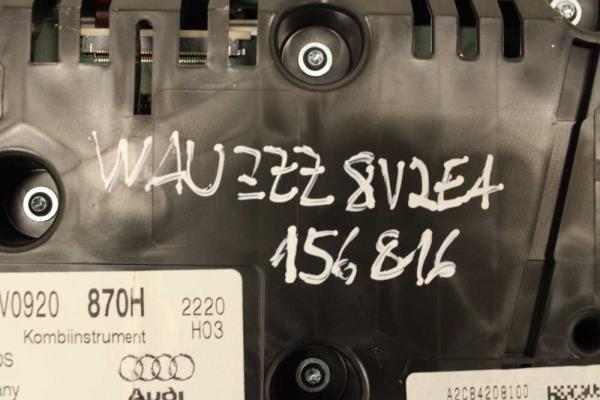 WAUZZZ8V2EA
156816
V0920 870H 2220
H03
Kombiinstrument
Audi
A2C84208100